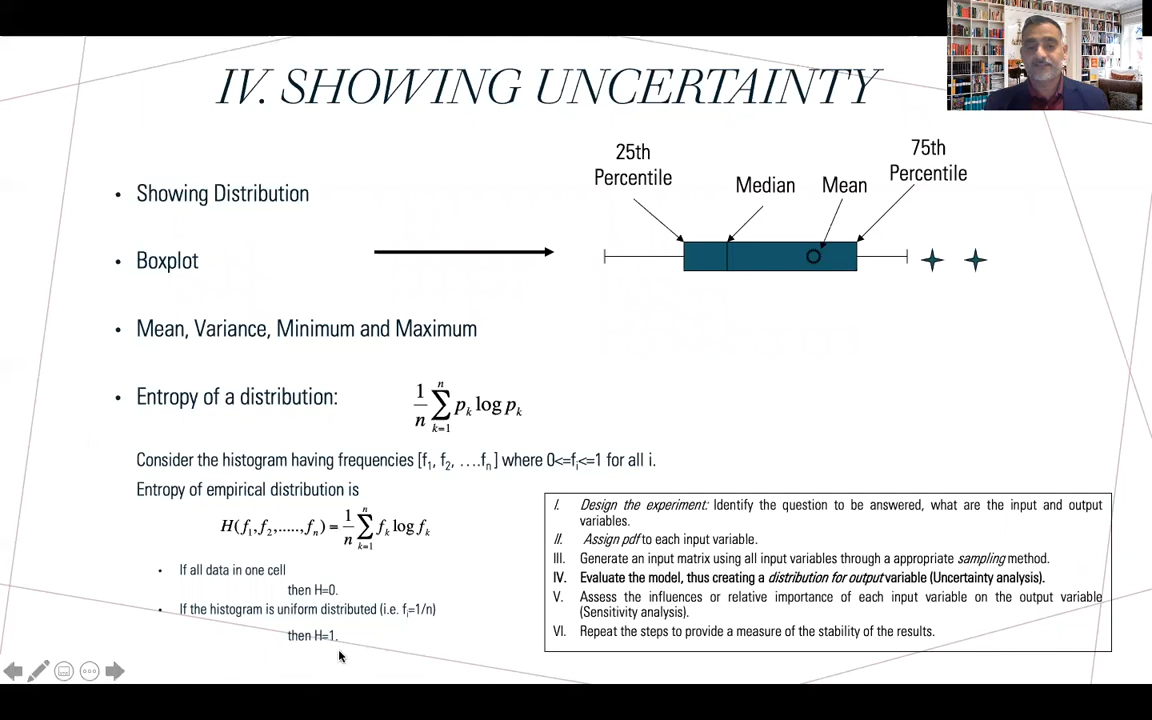 IV. SHOWING UNCERTAINTY
• Showing Distribution
• Boxplot
25th
Percentile
Median
Mean
75th
Percentile
• Mean, Variance, Minimum and Maximum
• Entropy of a distribution: 1/n ∑_{k=1}^{n} p_k log p_k
Consider the histogram having frequencies [f₁, f₂, ….fₙ] where 0<=fᵢ<=1 for all i.
Entropy of empirical distribution is
H(f₁,f₂,.....,fₙ) = 1/n ∑_{k=1}^{n} f_k log f_k
• If all data in one cell
then H=0.
• If the histogram is uniform distributed (i.e. fᵢ=1/n)
then H=1.
I. Design the experiment: Identify the question to be answered, what are the input and output
variables.
II. Assign pdf to each input variable.
III. Generate an input matrix using all input variables through a appropriate sampling method.
IV. Evaluate the model, thus creating a distribution for output variable (Uncertainty analysis).
V. Assess the influences or relative importance of each input variable on the output variable
(Sensitivity analysis).
VI. Repeat the steps to provide a measure of the stability of the results.